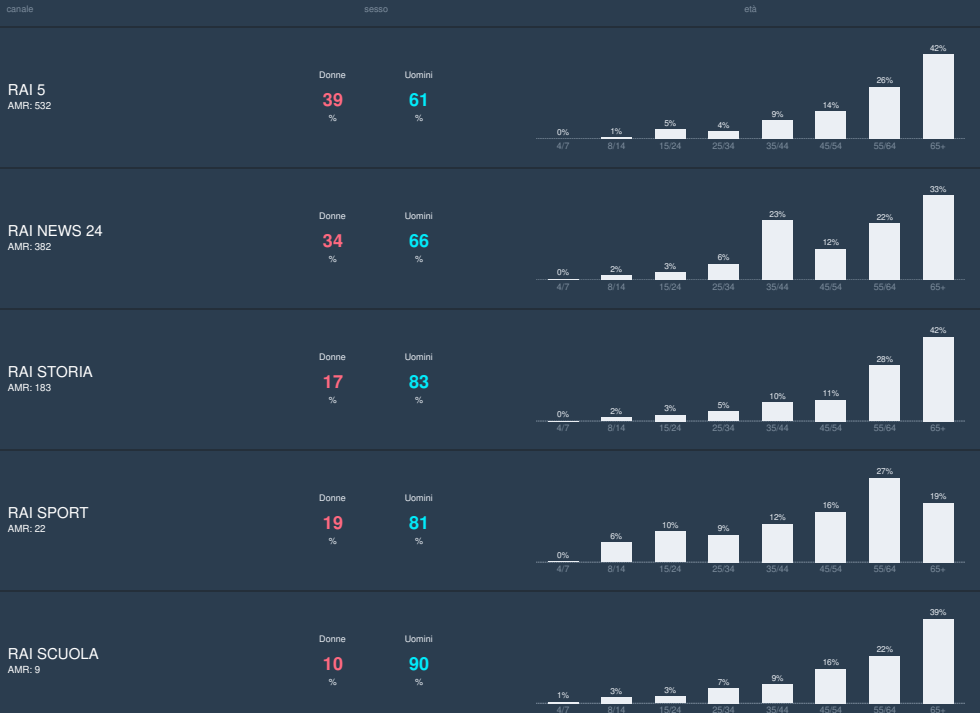 canale sesso età
RAI 5
AMR: 532
Donne Uomini
39 61
% %
0% 1% 5% 4% 9% 14% 26% 42%
4/7 8/14 15/24 25/34 35/44 45/54 55/64 65+
RAI NEWS 24
AMR: 382
Donne Uomini
34 66
% %
0% 2% 3% 6% 23% 12% 22% 33%
4/7 8/14 15/24 25/34 35/44 45/54 55/64 65+
RAI STORIA
AMR: 183
Donne Uomini
17 83
% %
0% 2% 3% 5% 10% 11% 28% 42%
4/7 8/14 15/24 25/34 35/44 45/54 55/64 65+
RAI SPORT
AMR: 22
Donne Uomini
19 81
% %
0% 6% 10% 9% 12% 16% 27% 19%
4/7 8/14 15/24 25/34 35/44 45/54 55/64 65+
RAI SCUOLA
AMR: 9
Donne Uomini
10 90
% %
1% 3% 3% 7% 9% 16% 22% 39%
4/7 8/14 15/24 25/34 35/44 45/54 55/64 65+